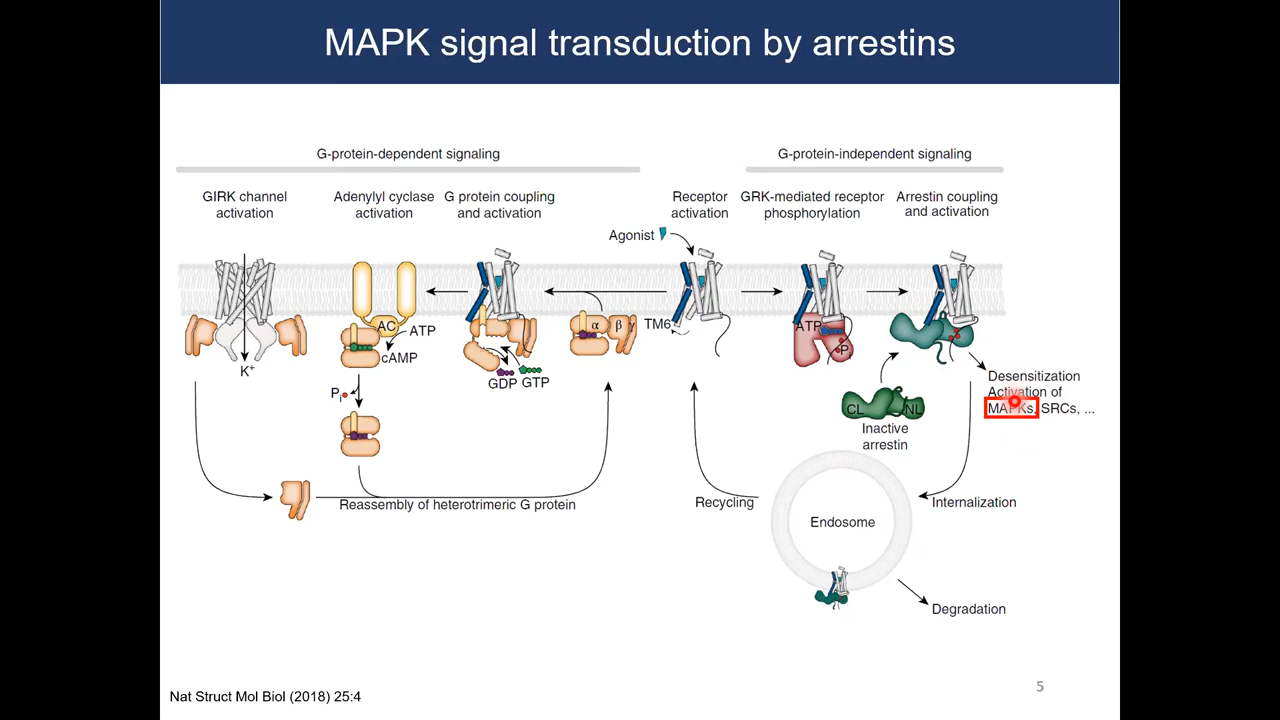 MAPK signal transduction by arrestins
G-protein-dependent signaling
G-protein-independent signaling
GIRK channel
activation
Adenylyl cyclase
activation
G protein coupling
and activation
Receptor
activation
GRK-mediated receptor
phosphorylation
Arrestin coupling
and activation
Agonist
AC
ATP
cAMP
GDP GTP
α
β γ
TM6
ATP
P
K⁺
Pᵢ
CL
NL
Inactive
arrestin
Desensitization
Activation of
MAPKs, SRCs, ...
Reassembly of heterotrimeric G protein
Recycling
Endosome
Internalization
Degradation
Nat Struct Mol Biol (2018) 25:4
5